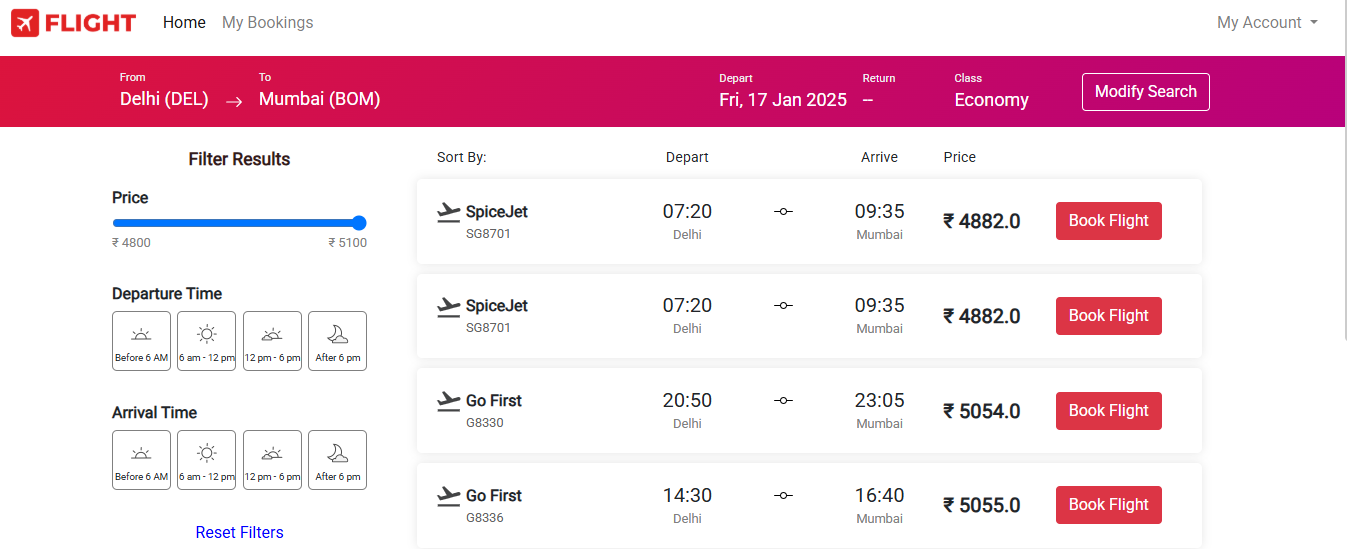 FLIGHT Home My Bookings My Account
From To Depart Return Class
Delhi (DEL) → Mumbai (BOM) Fri, 17 Jan 2025 -- Economy Modify Search
Filter Results
Price
₹ 4800 ₹ 5100
Departure Time
Before 6 AM 6 am - 12 pm 12 pm - 6 pm After 6 pm
Arrival Time
Before 6 AM 6 am - 12 pm 12 pm - 6 pm After 6 pm
Reset Filters
Sort By: Depart Arrive Price
SpiceJet 07:20 09:35 ₹ 4882.0 Book Flight
SG8701 Delhi Mumbai
SpiceJet 07:20 09:35 ₹ 4882.0 Book Flight
SG8701 Delhi Mumbai
Go First 20:50 23:05 ₹ 5054.0 Book Flight
G8330 Delhi Mumbai
Go First 14:30 16:40 ₹ 5055.0 Book Flight
G8336 Delhi Mumbai